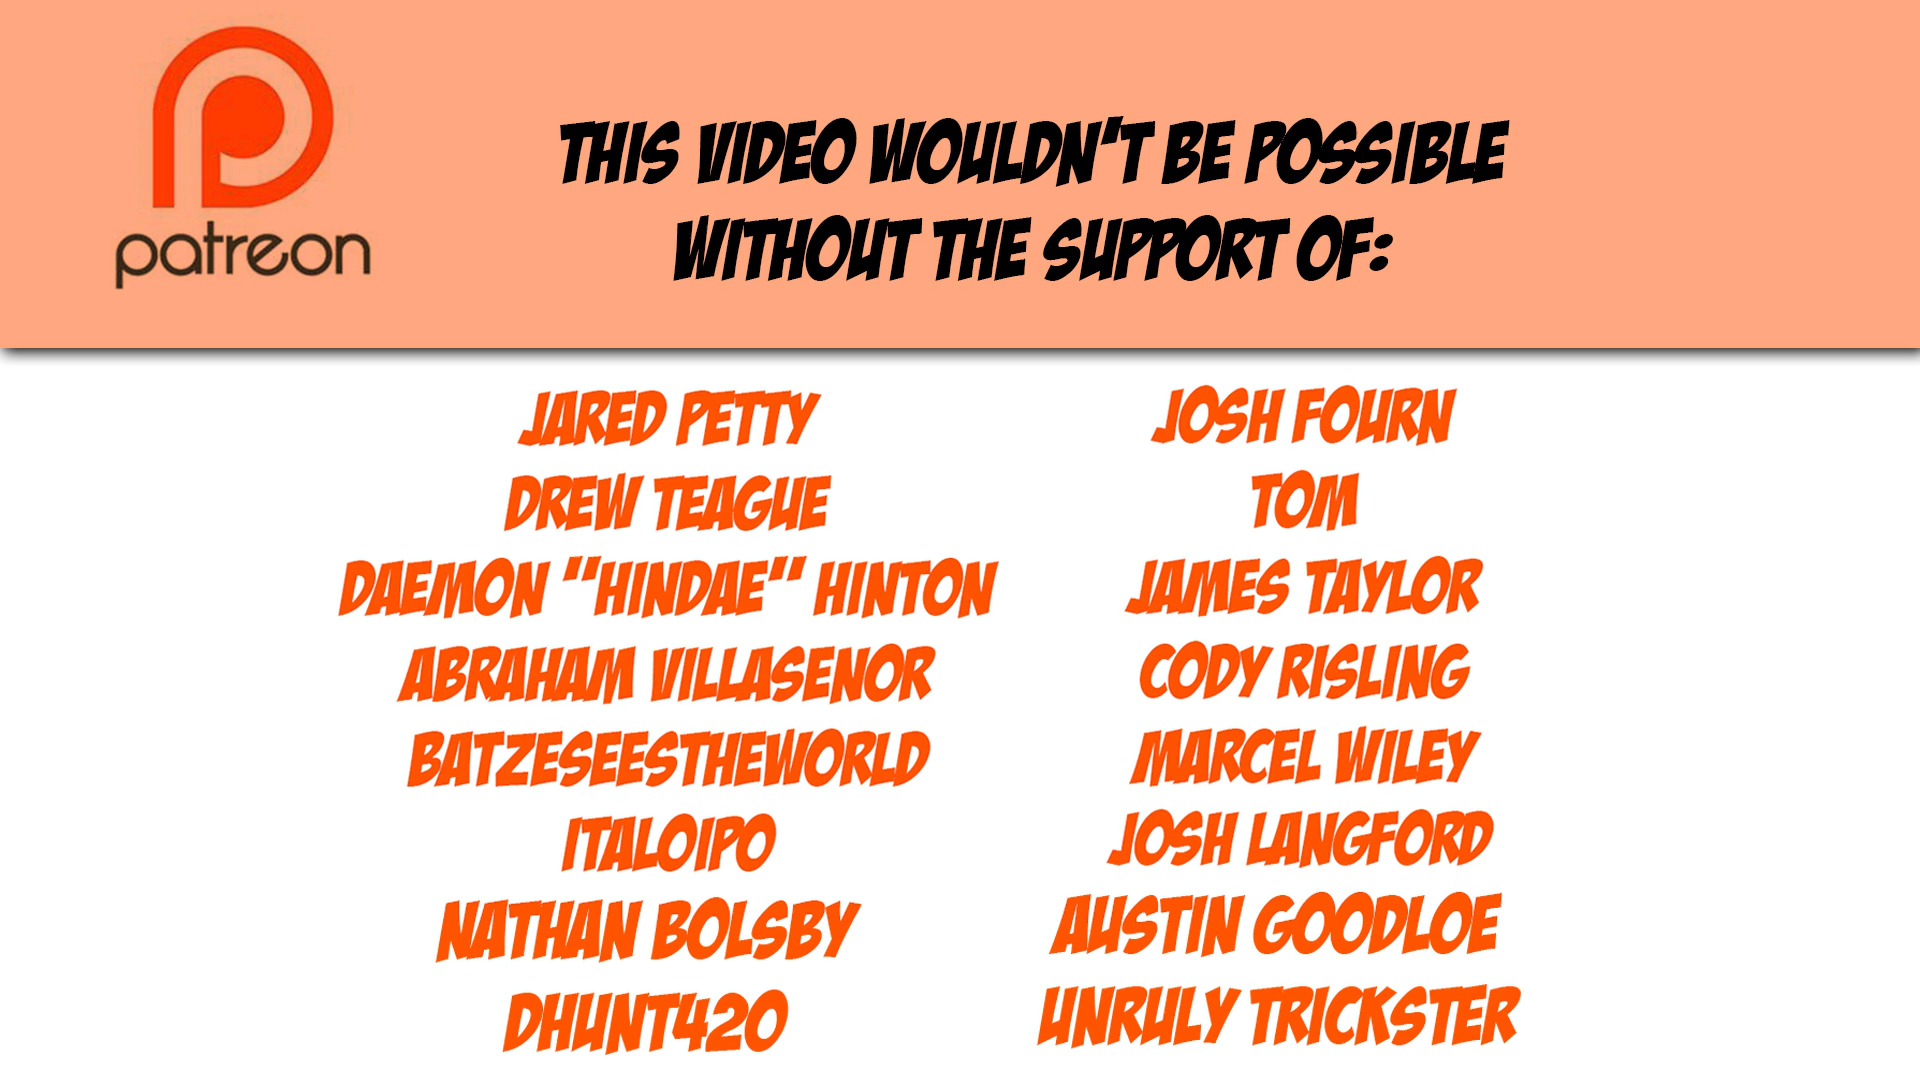 patreon
THIS VIDEO WOULDN'T BE POSSIBLE
WITHOUT THE SUPPORT OF:
JARED PETTY
DREW TEAGUE
DAEMON "HINDAE" HINTON
ABRAHAM VILLASENOR
BATZESEESTHEWORLD
ITALOIPO
NATHAN BOLSBY
DHUNT420
JOSH FOURN
TOM
JAMES TAYLOR
CODY RISLING
MARCEL WILEY
JOSH LANGFORD
AUSTIN GOODLOE
UNRULY TRICKSTER